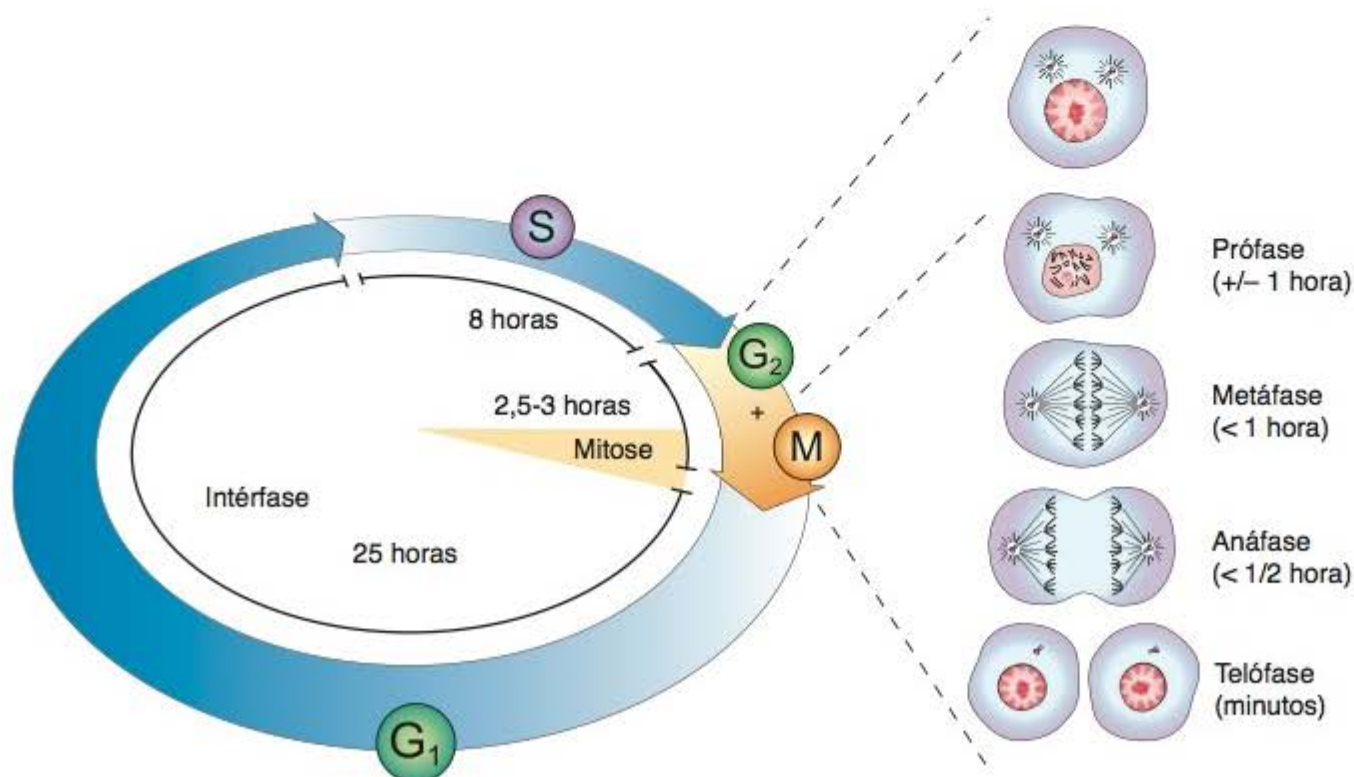 S
8 horas
G2
+
2,5-3 horas
Mitose
M
Intérfase
25 horas
G1
Prófase
(+/– 1 hora)
Metáfase
(< 1 hora)
Anáfase
(< 1/2 hora)
Telófase
(minutos)